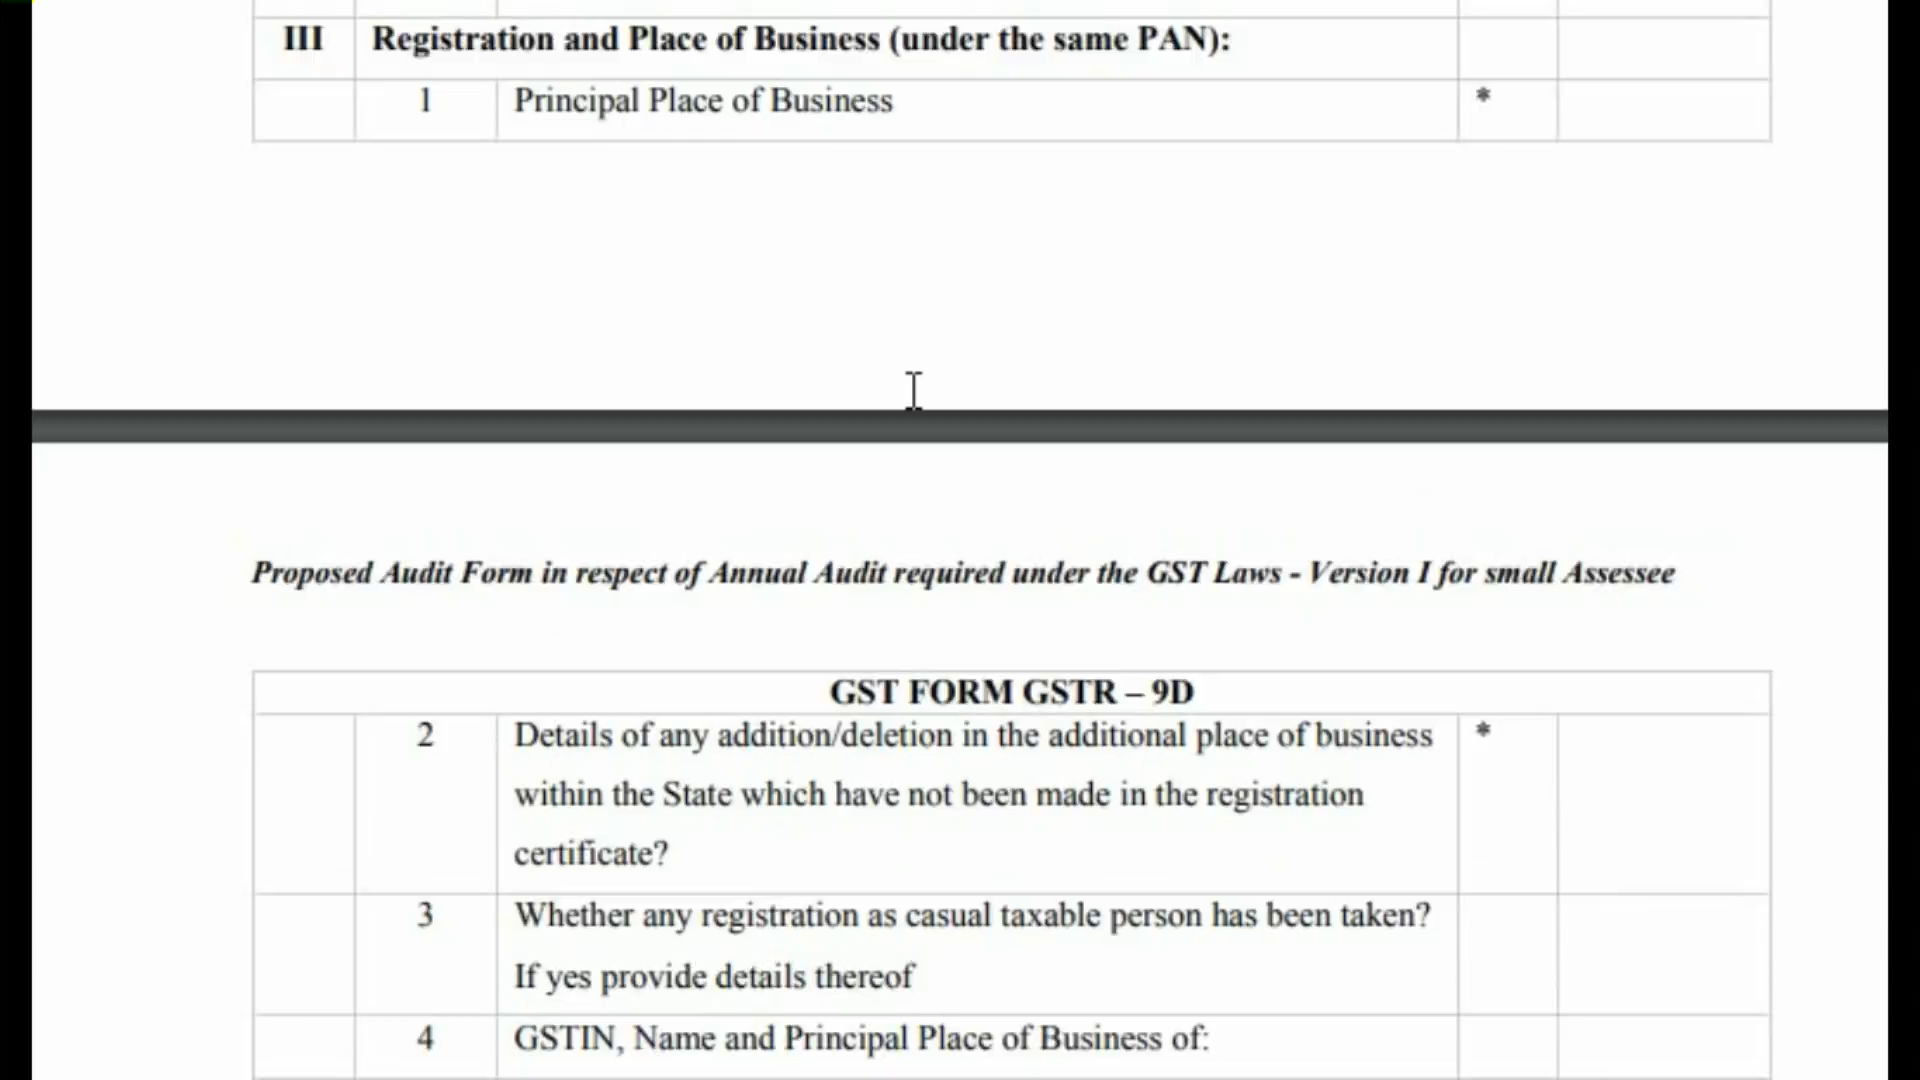 III Registration and Place of Business (under the same PAN):
1 Principal Place of Business *
Proposed Audit Form in respect of Annual Audit required under the GST Laws - Version I for small Assessee
GST FORM GSTR – 9D
2 Details of any addition/deletion in the additional place of business *
within the State which have not been made in the registration
certificate?
3 Whether any registration as casual taxable person has been taken?
If yes provide details thereof
4 GSTIN, Name and Principal Place of Business of: